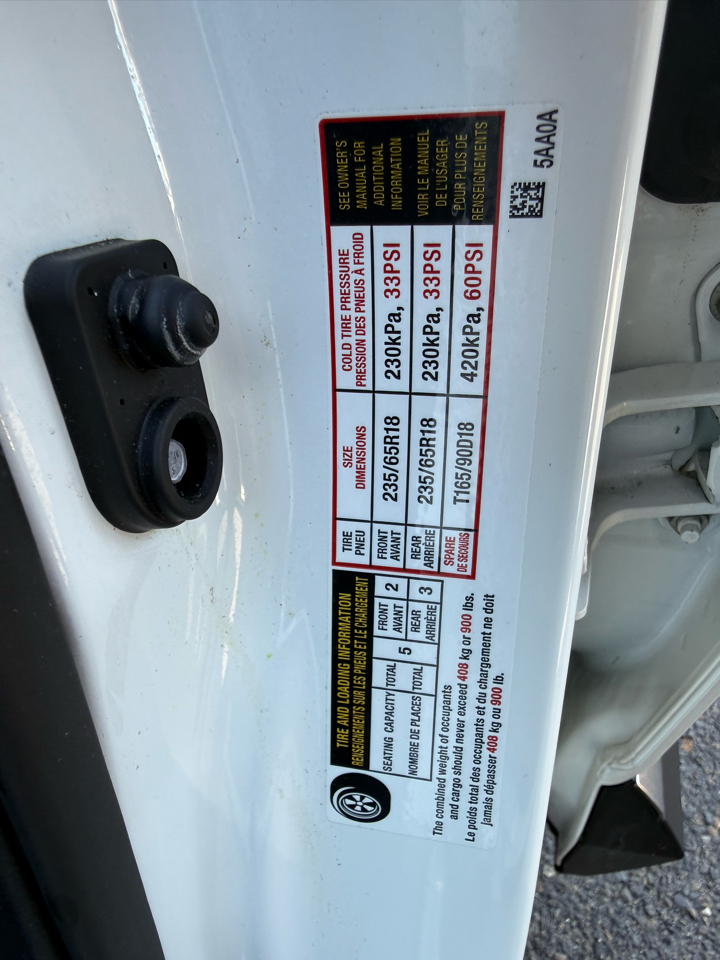 TIRE AND LOADING INFORMATION
RENSEIGNEMENTS SUR LES PNEUS ET LE CHARGEMENT
SEATING CAPACITY TOTAL 5 FRONT AVANT 2
NOMBRE DE PLACES TOTAL REAR ARRIÈRE 3
The combined weight of occupants
and cargo should never exceed 408 kg or 900 lbs.
Le poids total des occupants et du chargement ne doit
jamais dépasser 408 kg ou 900 lb.
TIRE PNEU SIZE DIMENSIONS COLD TIRE PRESSURE PRESSION DES PNEUS À FROID
FRONT AVANT 235/65R18 230kPa, 33PSI
REAR ARRIÈRE 235/65R18 230kPa, 33PSI
SPARE DE SECOURS T165/90D18 420kPa, 60PSI
SEE OWNER'S
MANUAL FOR
ADDITIONAL
INFORMATION
VOIR LE MANUEL
DE L'USAGER
POUR PLUS DE
RENSEIGNEMENTS
5AA0A